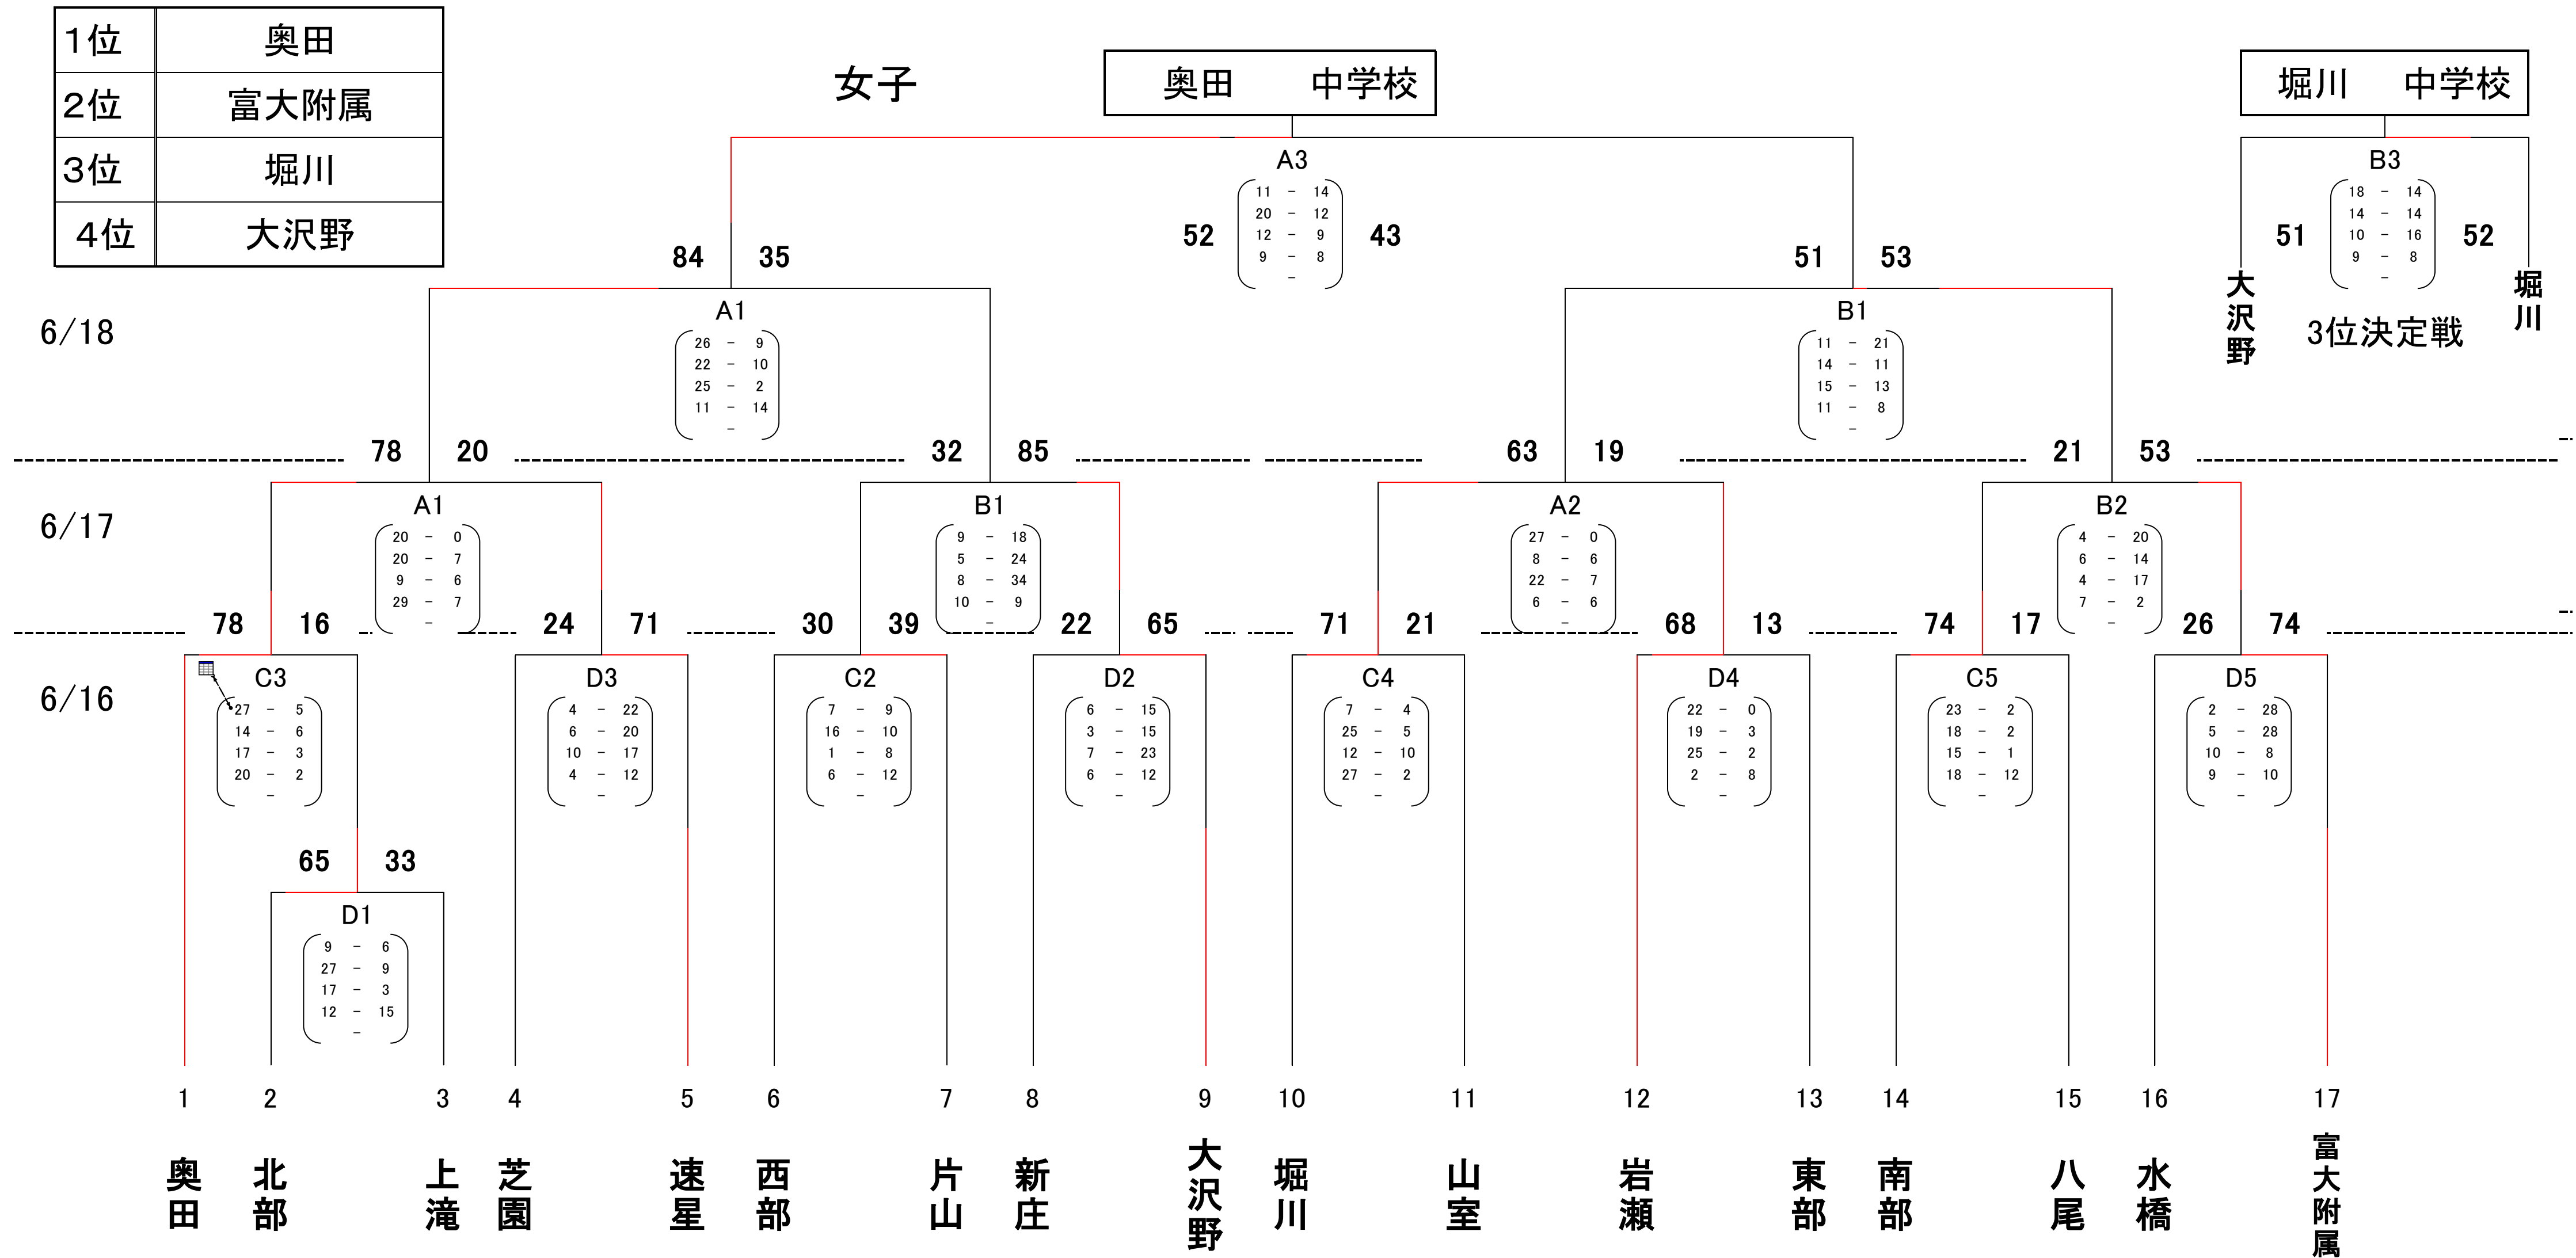 1位 奥田
2位 富大附属
3位 堀川
4位 大沢野
女子
奥田 中学校
堀川 中学校
A3
11 - 14
20 - 12
12 - 9
9 - 8
-
52 43
B3
18 - 14
14 - 14
10 - 16
9 - 8
-
51 52
大沢野
堀川
3位決定戦
84 35
51 53
6/18
A1
26 - 9
22 - 10
25 - 2
11 - 14
-
B1
11 - 21
14 - 11
15 - 13
11 - 8
-
78 20
32 85
63 19
21 53
6/17
A1
20 - 0
20 - 7
9 - 6
29 - 7
-
B1
9 - 18
5 - 24
8 - 34
10 - 9
-
A2
27 - 0
8 - 6
22 - 7
6 - 6
-
B2
4 - 20
6 - 14
4 - 17
7 - 2
-
78 16
24 71
30 39
22 65
71 21
68 13
74 17
26 74
6/16
C3
27 - 5
14 - 6
17 - 3
20 - 2
-
D3
4 - 22
6 - 20
10 - 17
4 - 12
-
C2
7 - 9
16 - 10
1 - 8
6 - 12
-
D2
6 - 15
3 - 15
7 - 23
6 - 12
-
C4
7 - 4
25 - 5
12 - 10
27 - 2
-
D4
22 - 0
19 - 3
25 - 2
2 - 8
-
C5
23 - 2
18 - 2
15 - 1
18 - 12
-
D5
2 - 28
5 - 28
10 - 8
9 - 10
-
65 33
D1
9 - 6
27 - 9
17 - 3
12 - 15
-
1 2 3 4 5 6 7 8 9 10 11 12 13 14 15 16 17
奥田
北部
上滝
芝園
速星
西部
片山
新庄
大沢野
堀川
山室
岩瀬
東部
南部
八尾
水橋
富大附属